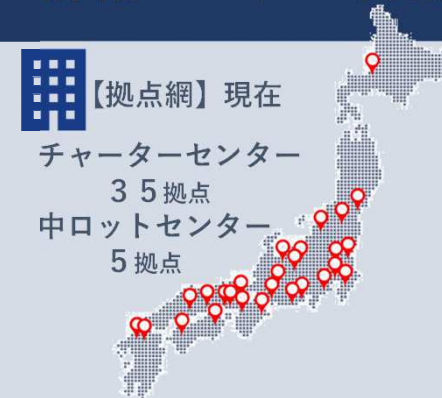 【拠点網】現在
チャーターセンター
３５拠点
中ロットセンター
５拠点